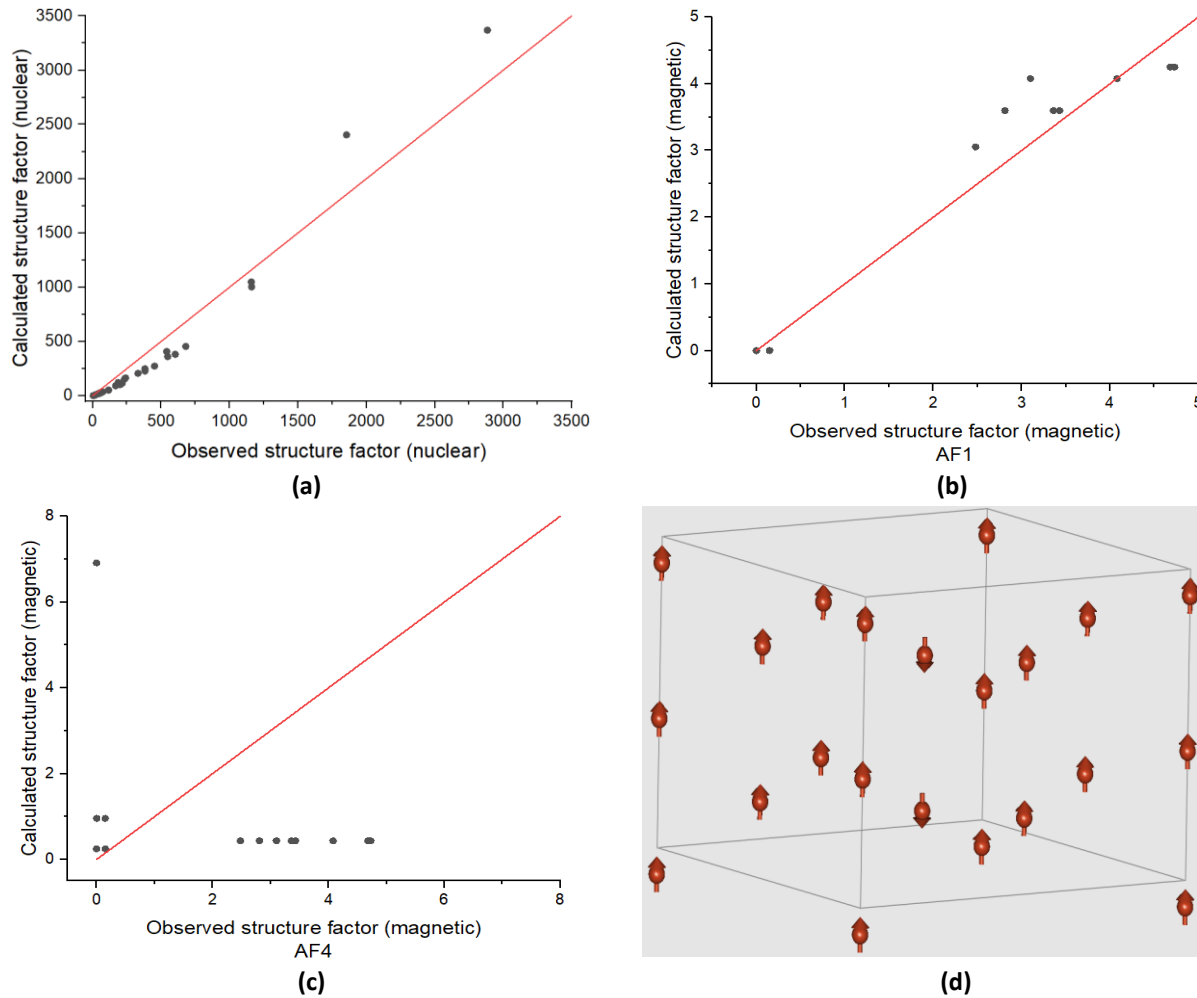 3500
3000
2500
2000
1500
1000
500
0
Calculated structure factor (nuclear)
0 500 1000 1500 2000 2500 3000 3500
Observed structure factor (nuclear)
(a)
5
4
3
2
1
0
Calculated structure factor (magnetic)
0 1 2 3 4 5
Observed structure factor (magnetic)
AF1
(b)
8
6
4
2
0
Calculated structure factor (magnetic)
0 2 4 6 8
Observed structure factor (magnetic)
AF4
(c)
(d)